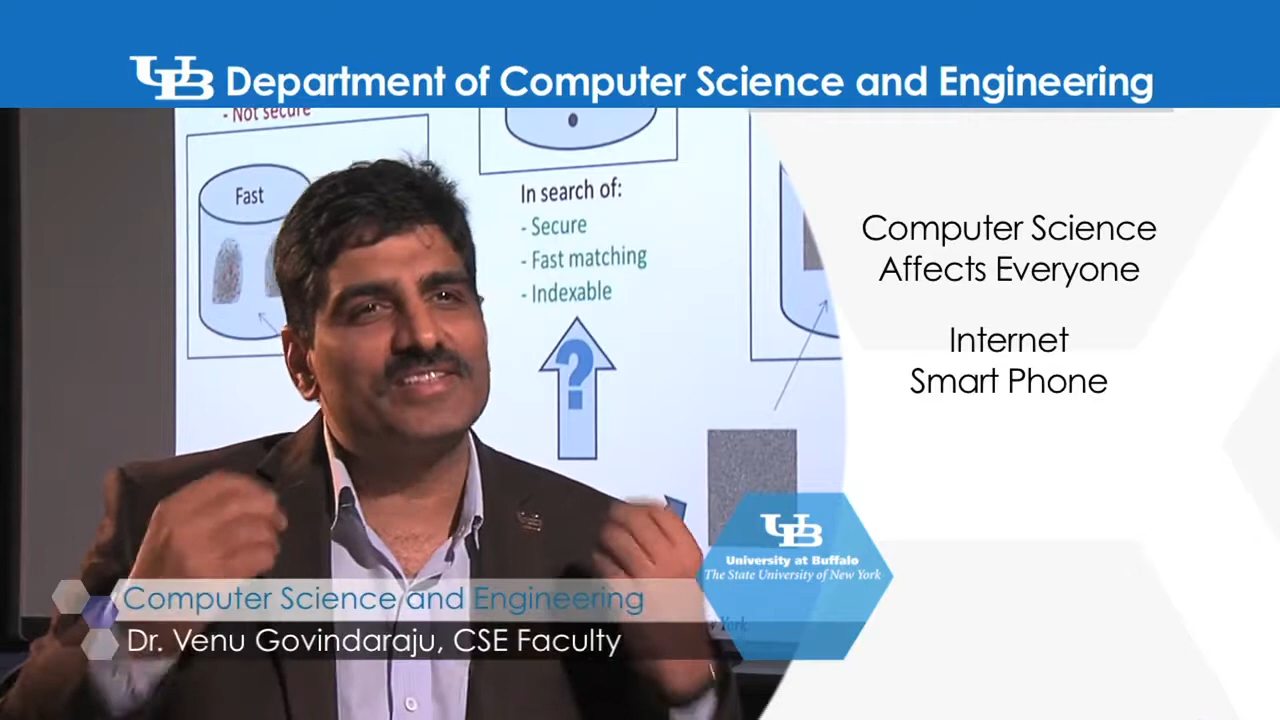 UB Department of Computer Science and Engineering
- Not secure
Fast
In search of:
- Secure
- Fast matching
- Indexable
?
Computer Science
Affects Everyone
Internet
Smart Phone
UB
University at Buffalo
The State University of New York
Computer Science and Engineering
Dr. Venu Govindaraju, CSE Faculty
York